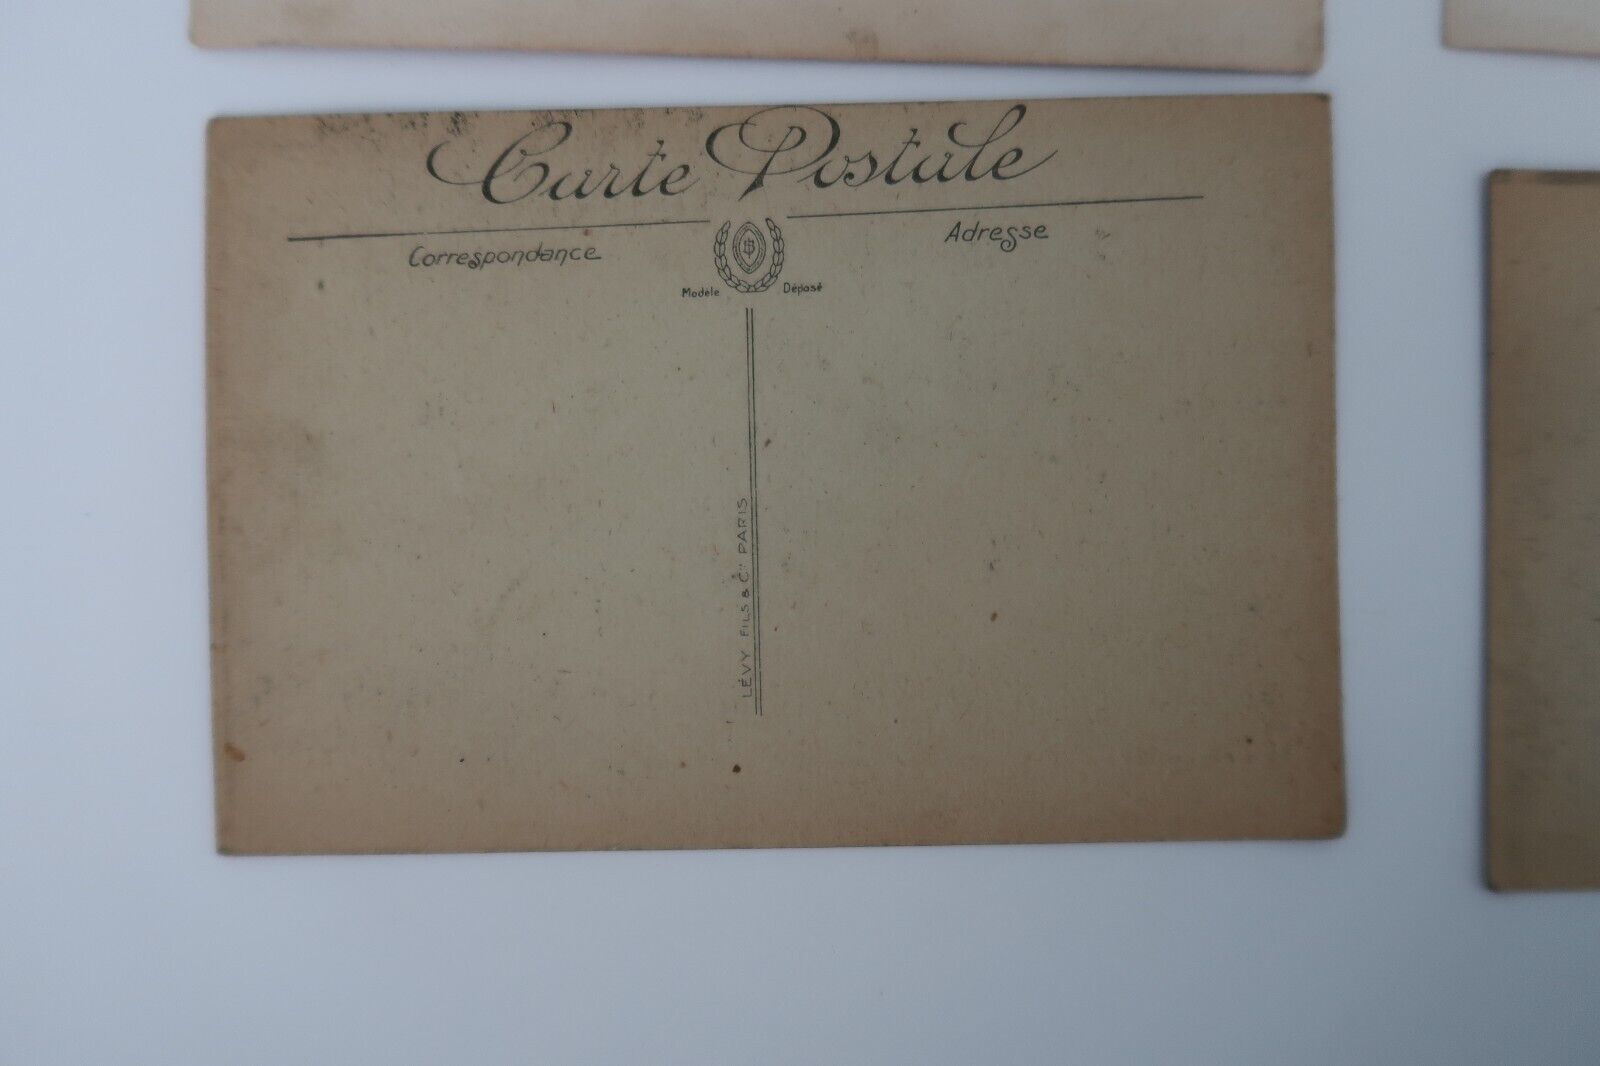 Carte Postale
Correspondance
Adresse
Modèle Déposé
LÉVY FILS & Cie PARIS